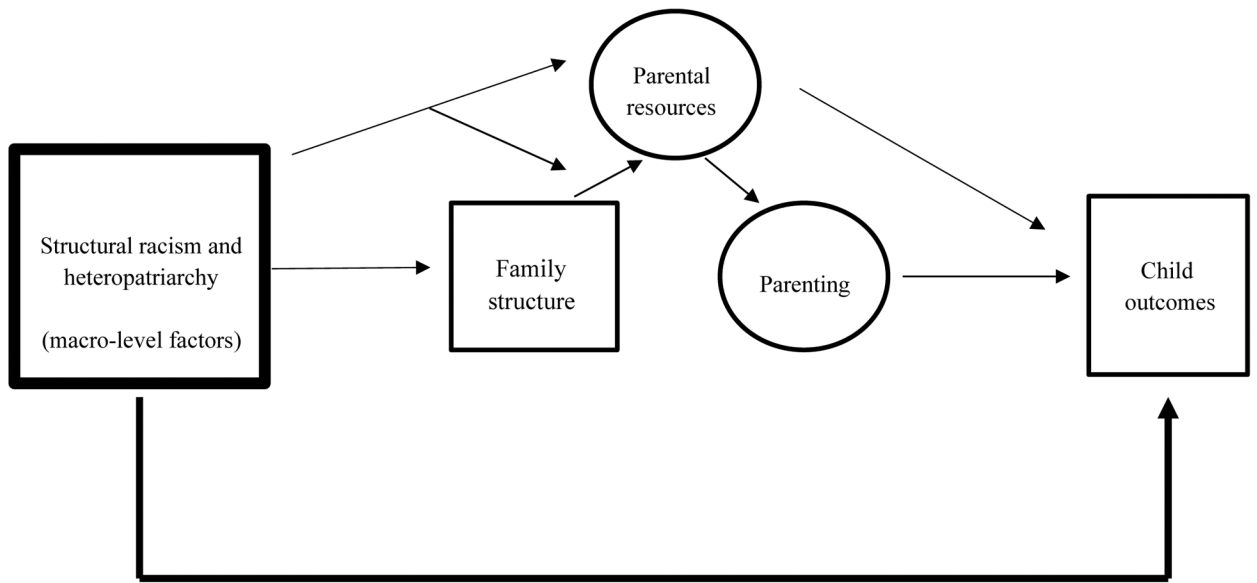 Parental
resources
Structural racism and
heteropatriarchy
(macro-level factors)
Family
structure
Parenting
Child
outcomes